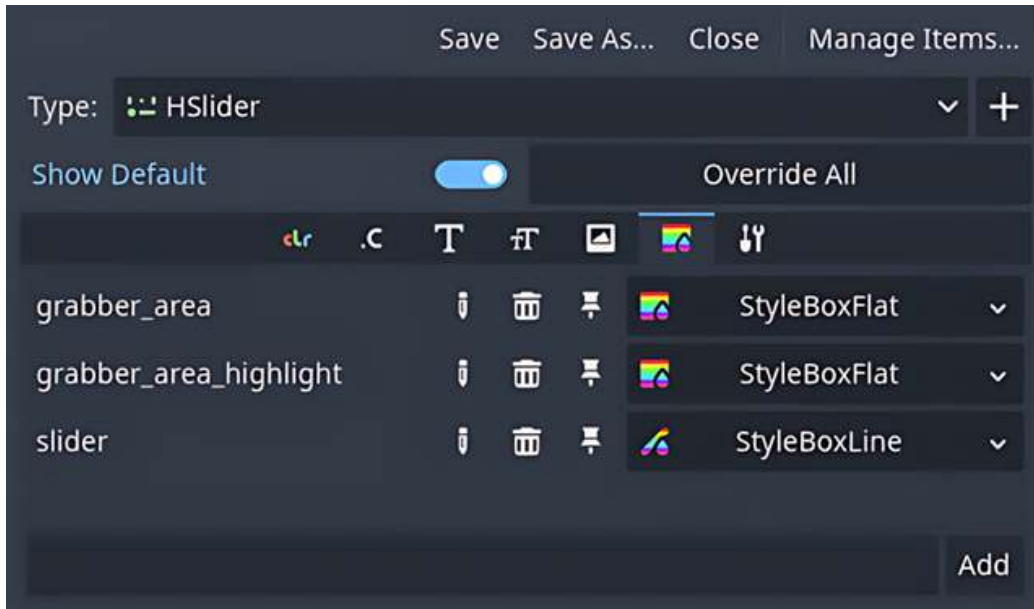 Save Save As... Close Manage Items...
Type: HSlider
Show Default Override All
clr .C T TT
grabber_area StyleBoxFlat
grabber_area_highlight StyleBoxFlat
slider StyleBoxLine
Add